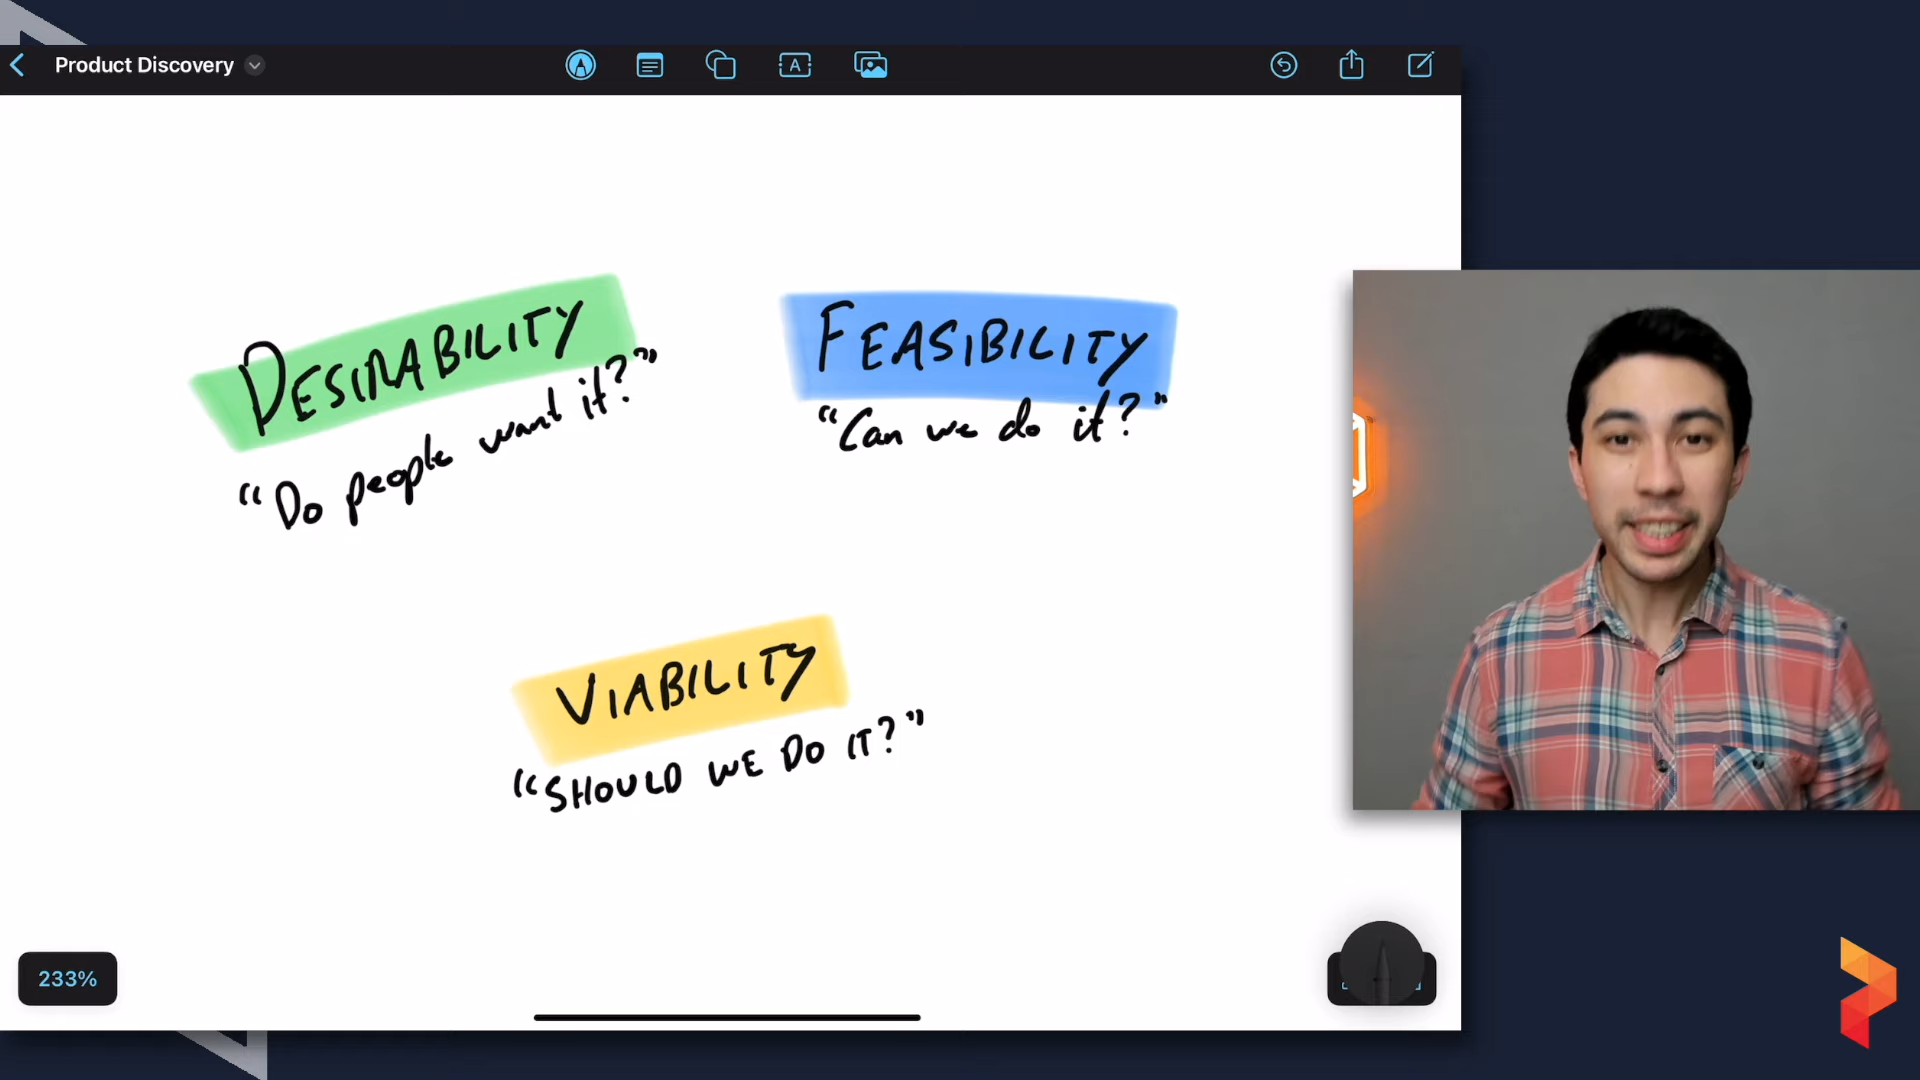 Product Discovery
A
DESIRABILITY
"Do people want it?"
FEASIBILITY
"Can we do it?"
VIABILITY
"SHOULD WE DO IT?"
233%